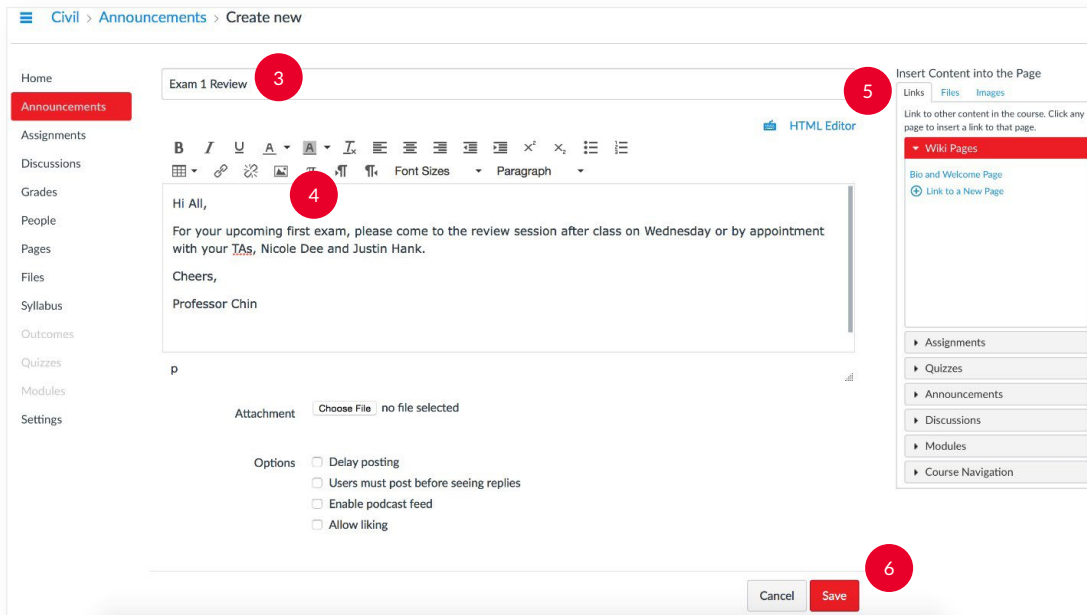 Civil > Announcements > Create new
Home
Announcements
Assignments
Discussions
Grades
People
Pages
Files
Syllabus
Outcomes
Quizzes
Modules
Settings
Exam 1 Review
3
HTML Editor
B I U A A Tx x² x₂
Font Sizes Paragraph
4
Hi All,
For your upcoming first exam, please come to the review session after class on Wednesday or by appointment
with your TAs, Nicole Dee and Justin Hank.
Cheers,
Professor Chin
p
Attachment Choose File no file selected
Options Delay posting
Users must post before seeing replies
Enable podcast feed
Allow liking
5
Insert Content into the Page
Links Files Images
Link to other content in the course. Click any
page to insert a link to that page.
Wiki Pages
Bio and Welcome Page
Link to a New Page
Assignments
Quizzes
Announcements
Discussions
Modules
Course Navigation
6
Cancel Save